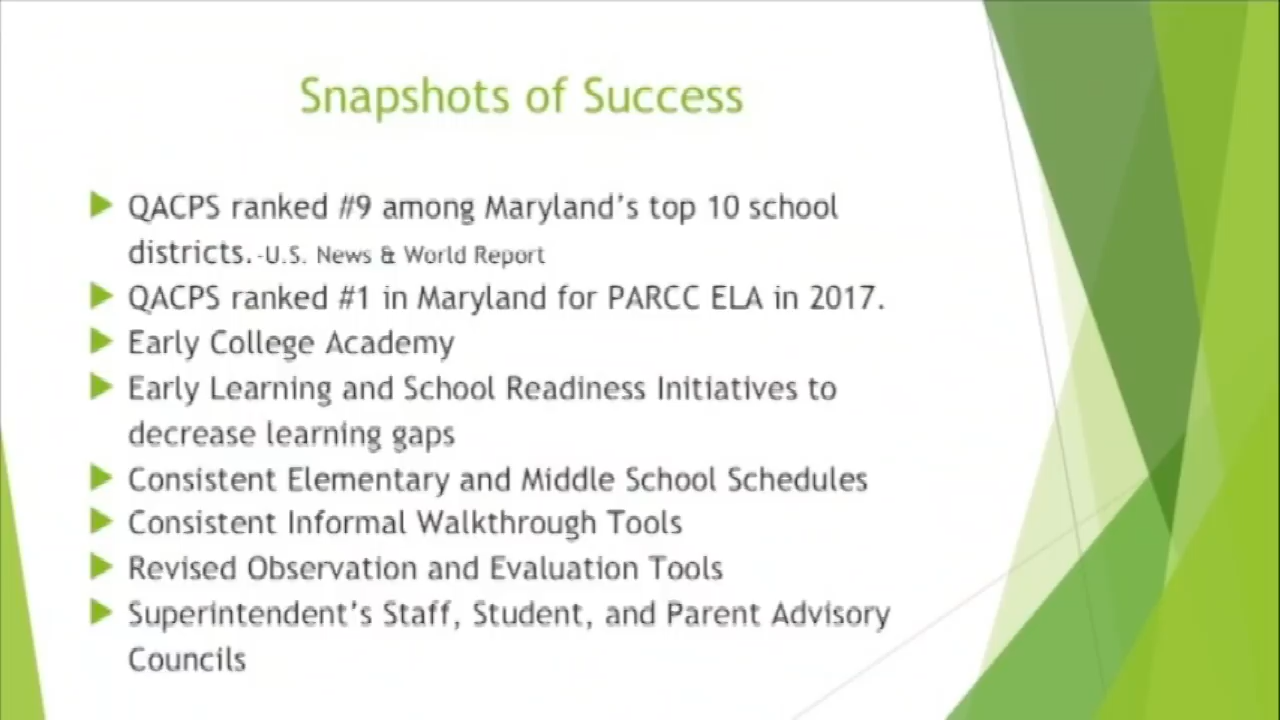 Snapshots of Success
QACPS ranked #9 among Maryland's top 10 school
districts. -U.S. News & World Report
QACPS ranked #1 in Maryland for PARCC ELA in 2017.
Early College Academy
Early Learning and School Readiness Initiatives to
decrease learning gaps
Consistent Elementary and Middle School Schedules
Consistent Informal Walkthrough Tools
Revised Observation and Evaluation Tools
Superintendent's Staff, Student, and Parent Advisory
Councils